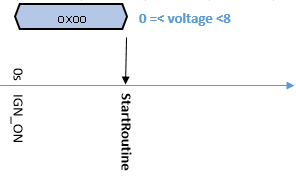 0x00
0 =< voltage <8
0s IGN_ON
StartRoutine